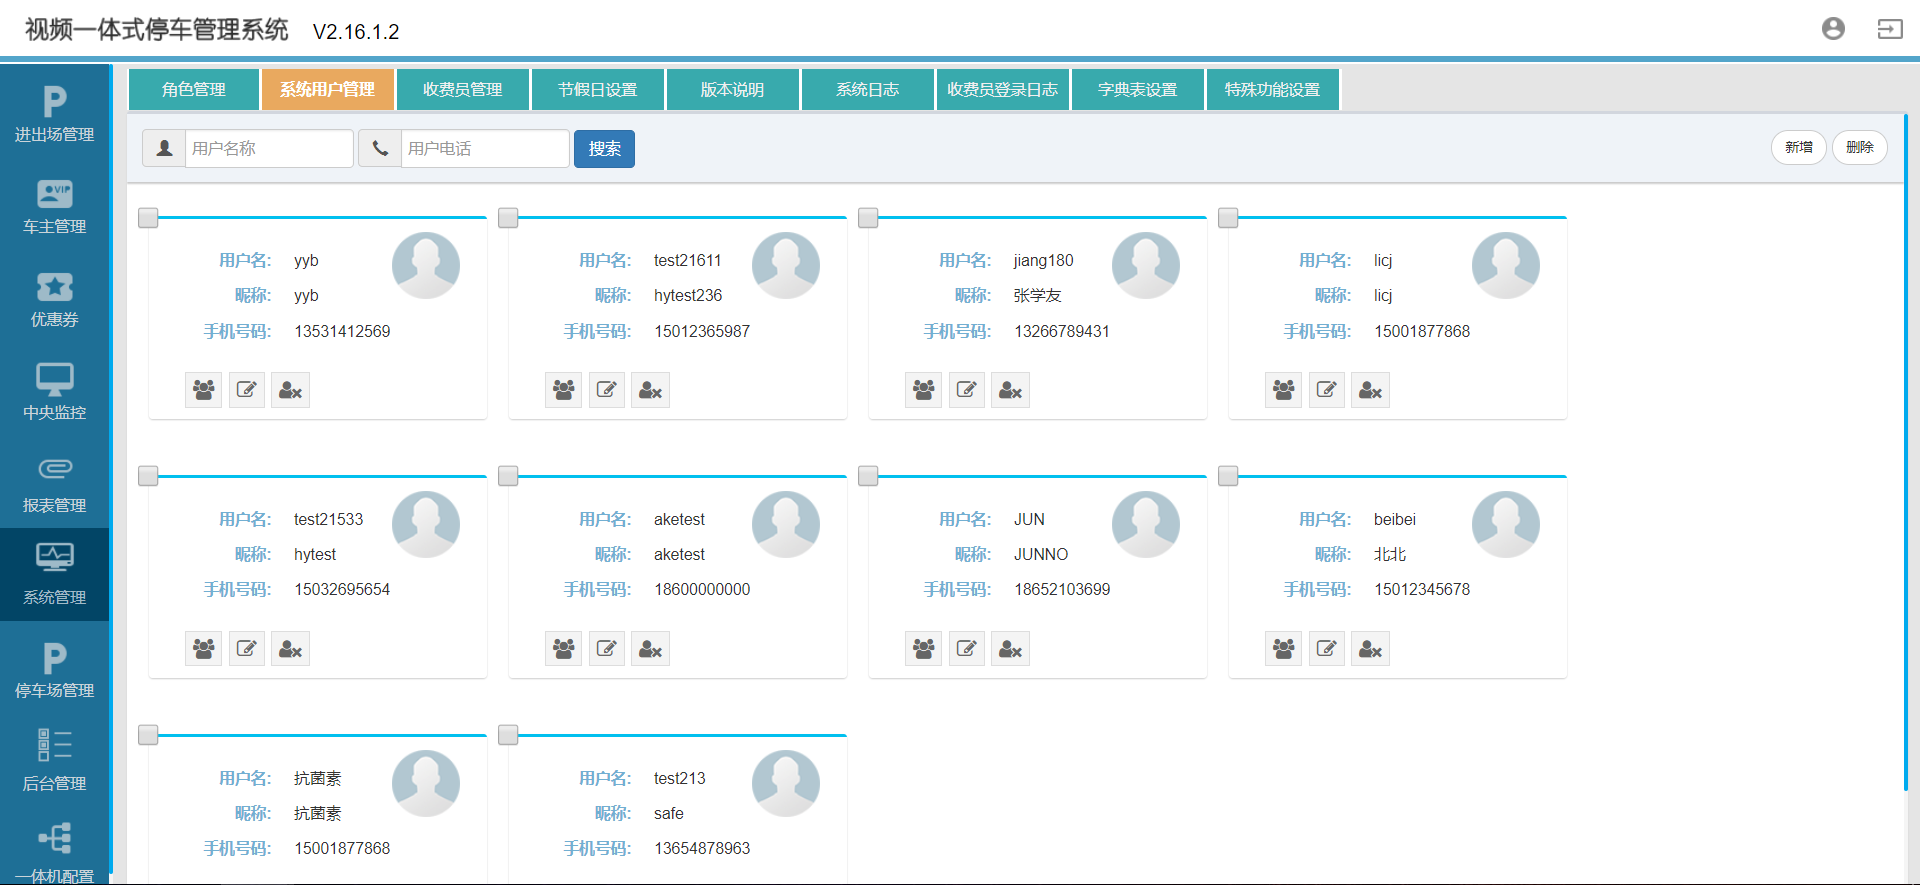 视频一体式停车管理系统 V2.16.1.2
进出场管理
车主管理
优惠券
中央监控
报表管理
系统管理
停车场管理
后台管理
一体机配置
角色管理 系统用户管理 收费员管理 节假日设置 版本说明 系统日志 收费员登录日志 字典表设置 特殊功能设置
用户名称 用户电话 搜索 新增 删除
用户名: yyb
昵称: yyb
手机号码: 13531412569
用户名: test21611
昵称: hytest236
手机号码: 15012365987
用户名: jiang180
昵称: 张学友
手机号码: 13266789431
用户名: licj
昵称: licj
手机号码: 15001877868
用户名: test21533
昵称: hytest
手机号码: 15032695654
用户名: aketest
昵称: aketest
手机号码: 18600000000
用户名: JUN
昵称: JUNNO
手机号码: 18652103699
用户名: beibei
昵称: 北北
手机号码: 15012345678
用户名: 抗菌素
昵称: 抗菌素
手机号码: 15001877868
用户名: test213
昵称: safe
手机号码: 13654878963